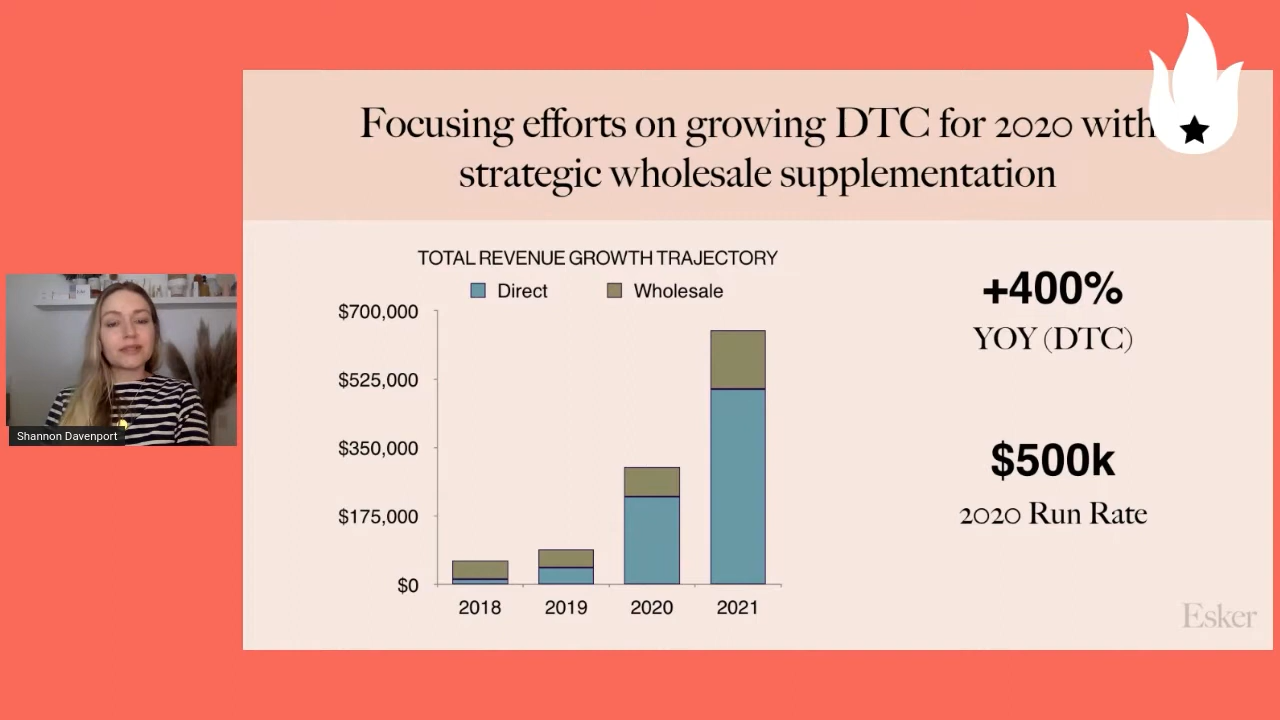 Focusing efforts on growing DTC for 2020 with
strategic wholesale supplementation
TOTAL REVENUE GROWTH TRAJECTORY
Direct
Wholesale
$700,000
$525,000
$350,000
$175,000
$0
2018
2019
2020
2021
+400%
YOY (DTC)
$500k
2020 Run Rate
Esker
Shannon Davenport